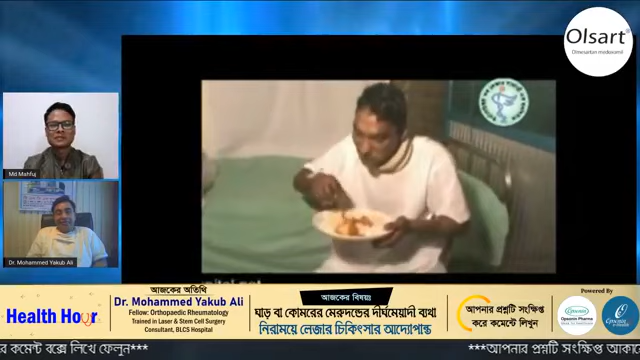 Olsart
Olmesartan medoxomil
Md Mahfuj
Dr. Mohammed Yakub Ali
Health Hour
আজকের অতিথি
Dr. Mohammed Yakub Ali
Fellow: Orthopaedic Rheumatology
Trained in Laser & Stem Cell Surgery
Consultant, BLCS Hospital
আজকের বিষয়ঃ
ঘাড় বা কোমরের মেরুদন্ডের দীর্ঘমেয়াদী ব্যথা
নিরাময়ে লেজার চিকিৎসার আদ্যোপান্ত
আপনার প্রশ্নটি সংক্ষিপ্ত
করে কমেন্টে লিখুন
Powered By
Opsonin Pharma
Opsonin
e-Health
র কমেন্ট বক্সে লিখে ফেলুন***
***আপনার প্রশ্নটি সংক্ষিপ্ত আকারে